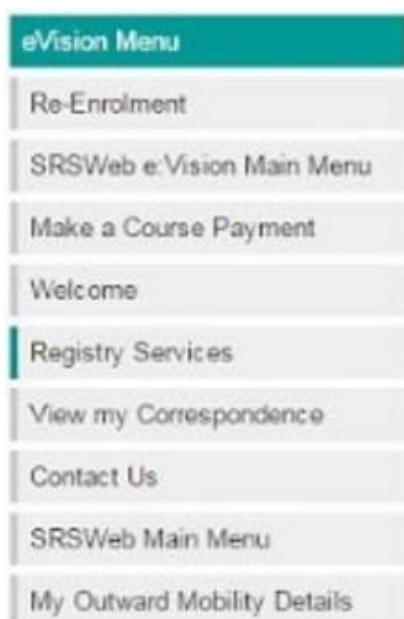 eVision Menu
Re-Enrolment
SRSWeb e:Vision Main Menu
Make a Course Payment
Welcome
Registry Services
View my Correspondence
Contact Us
SRSWeb Main Menu
My Outward Mobility Details